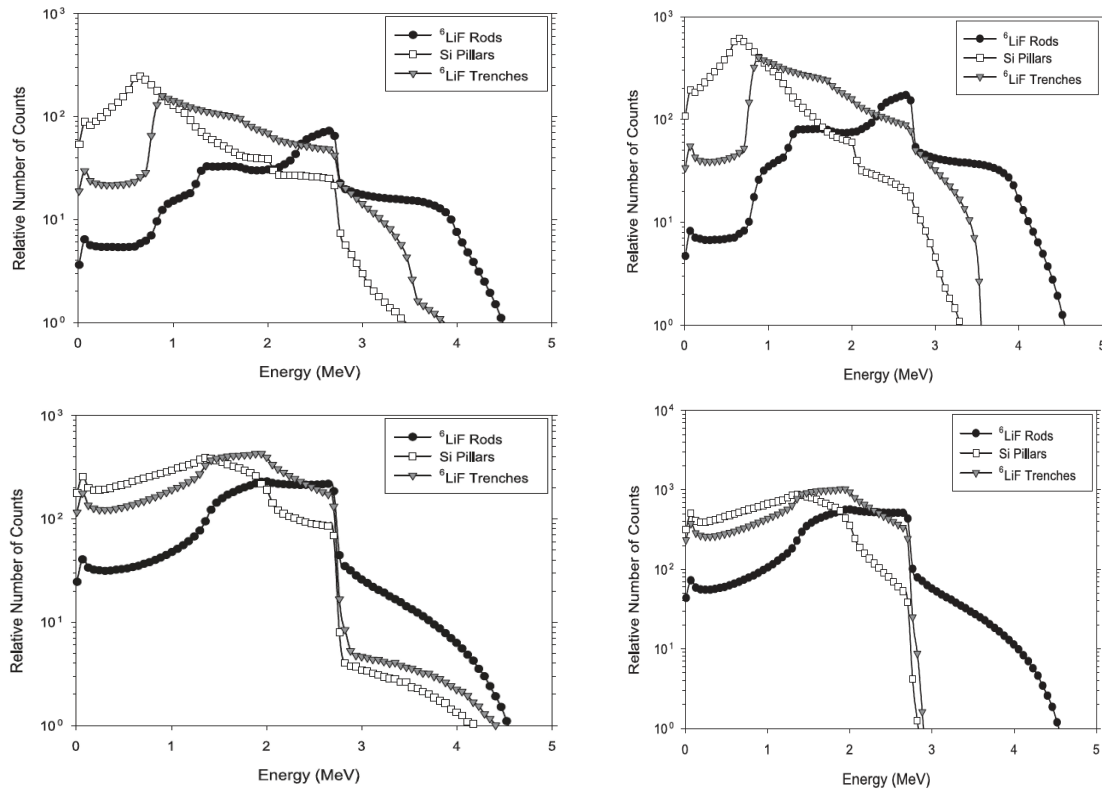 10³
10²
10¹
10⁰
Relative Number of Counts
⁶LiF Rods
Si Pillars
⁶LiF Trenches
0 1 2 3 4 5
Energy (MeV)
10³
10²
10¹
10⁰
Relative Number of Counts
⁶LiF Rods
Si Pillars
⁶LiF Trenches
0 1 2 3 4 5
Energy (MeV)
10³
10²
10¹
10⁰
Relative Number of Counts
⁶LiF Rods
Si Pillars
⁶LiF Trenches
0 1 2 3 4 5
Energy (MeV)
10⁴
10³
10²
10¹
10⁰
Relative Number of Counts
⁶LiF Rods
Si Pillars
⁶LiF Trenches
0 1 2 3 4 5
Energy (MeV)